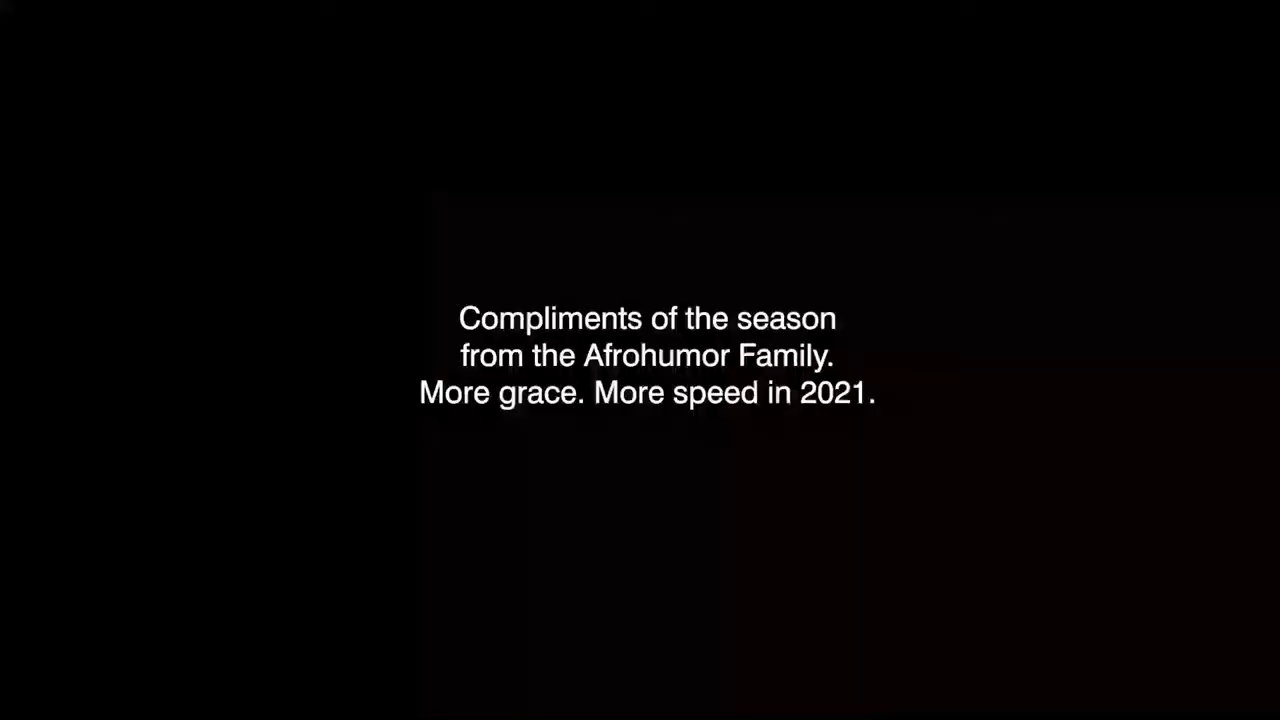 Compliments of the season
from the Afrohumor Family.
More grace. More speed in 2021.